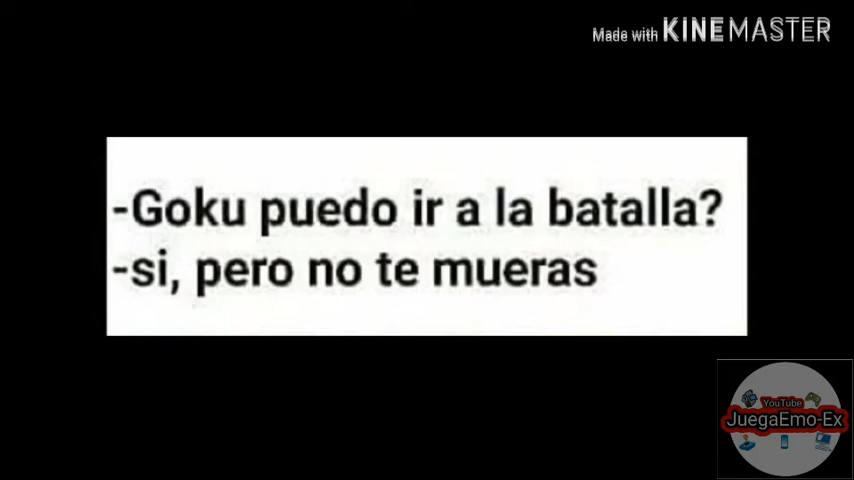 Made with KINEMASTER
-Goku puedo ir a la batalla?
-si, pero no te mueras
YouTube
JuegaEmo-Ex